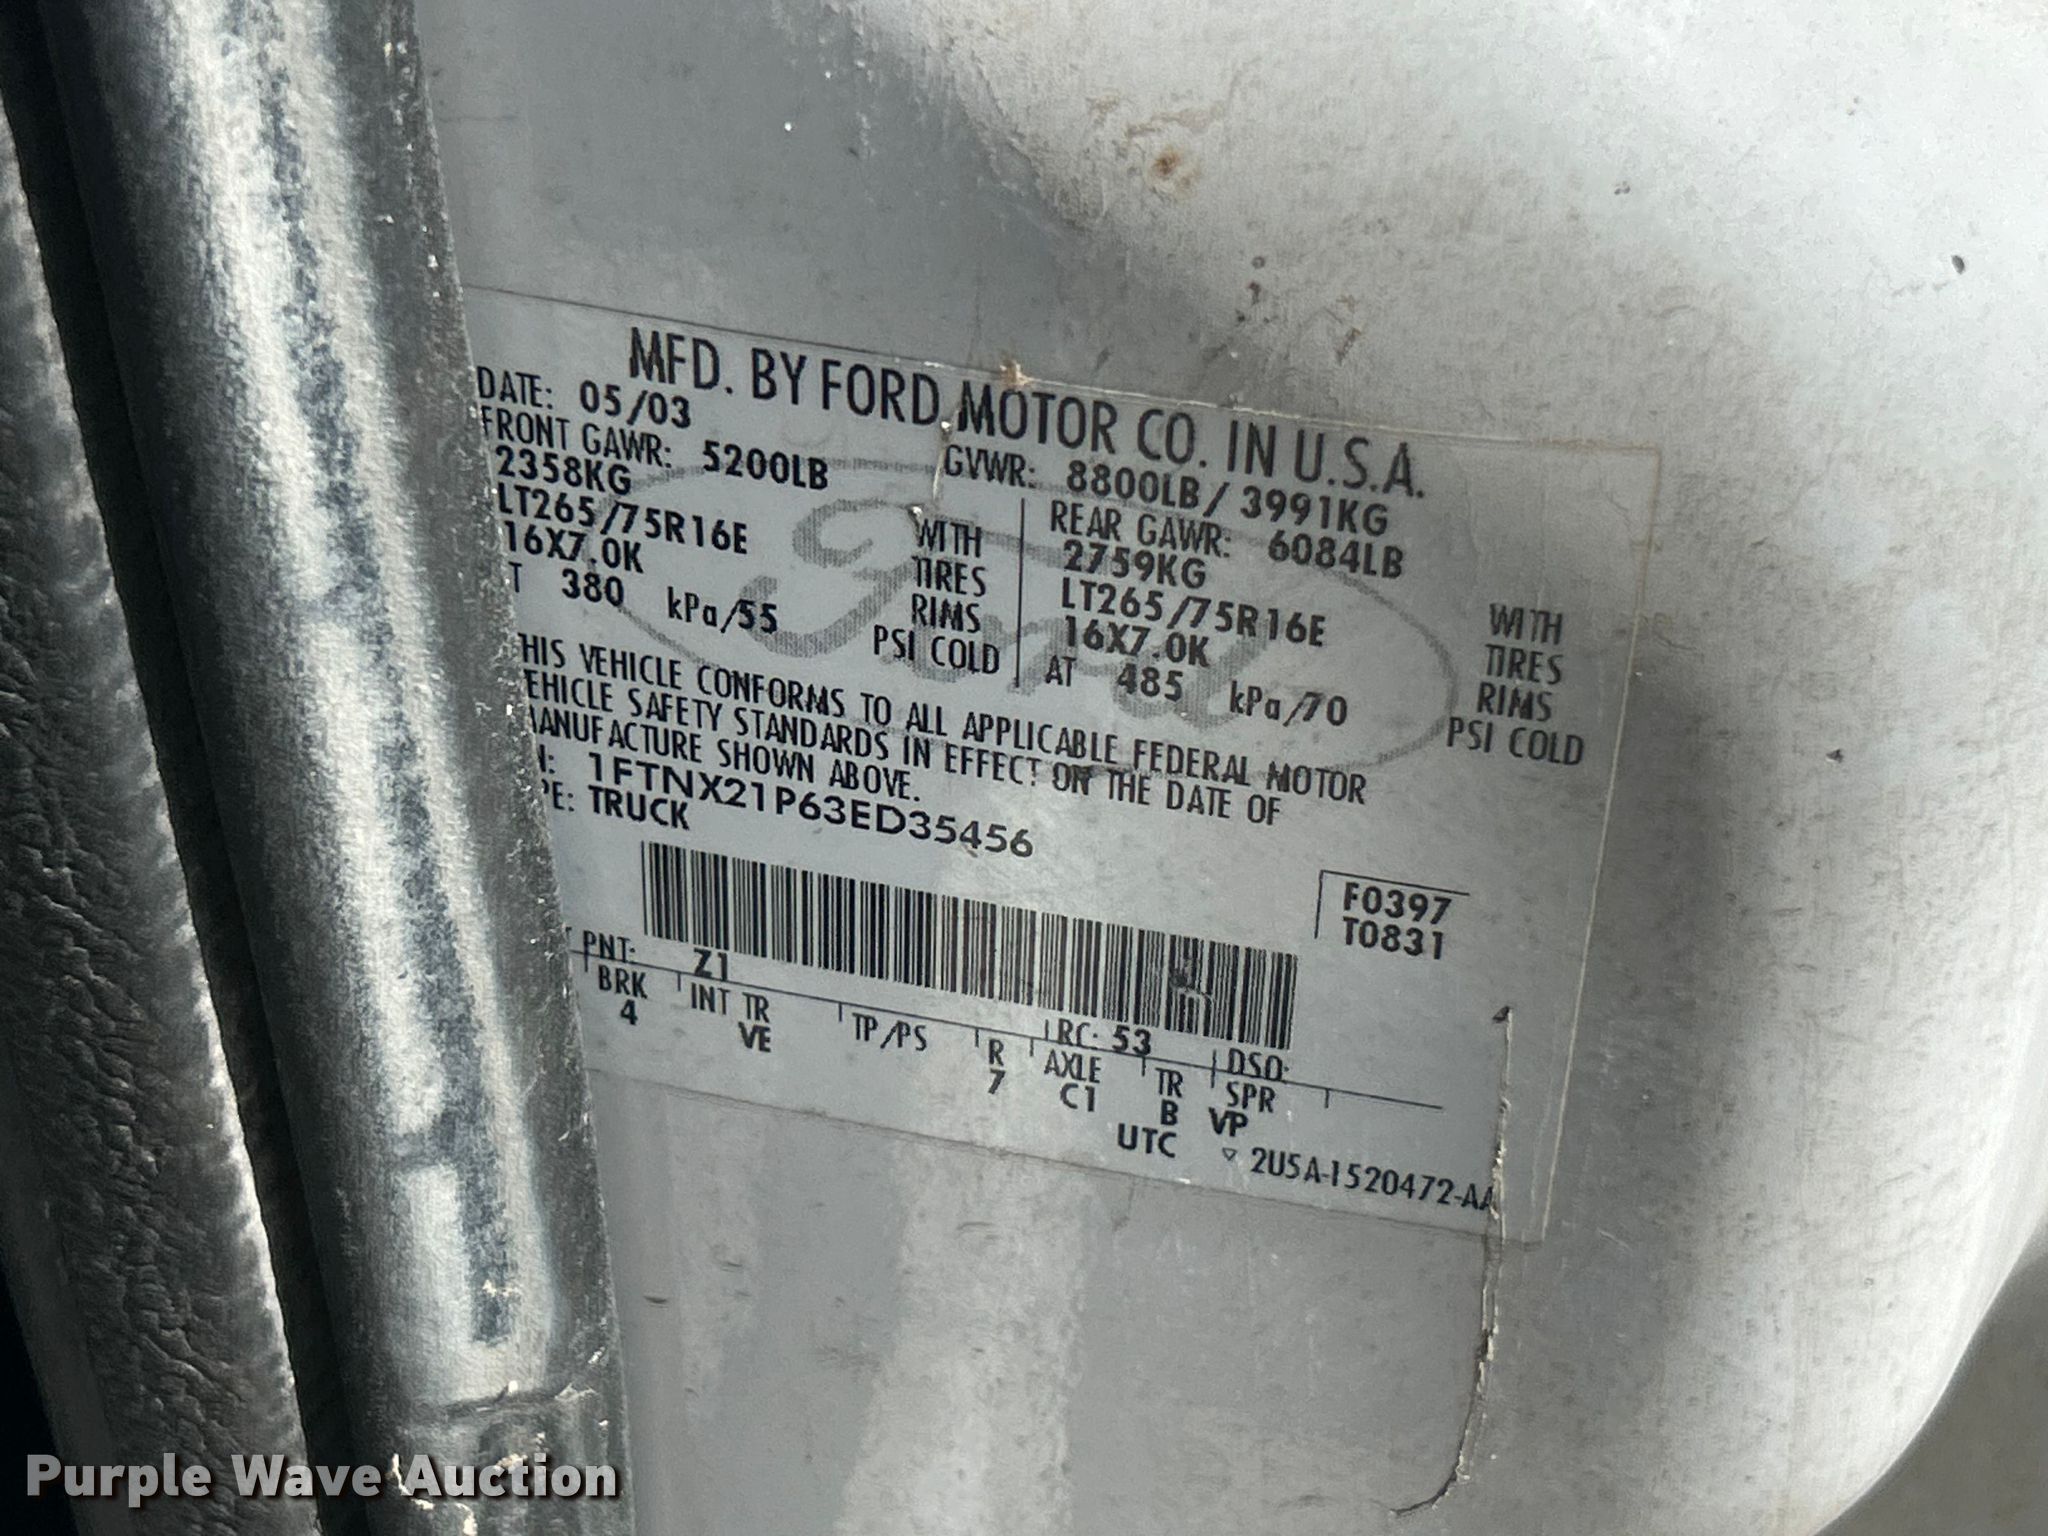 MFD. BY FORD MOTOR CO. IN U.S.A.
DATE: 05/03 GVWR: 8800LB / 3991KG
FRONT GAWR: 5200LB REAR GAWR: 6084LB
2358KG WITH 2759KG WITH
LT265/75R16E TIRES LT265/75R16E TIRES
16X7.0K RIMS 16X7.0K RIMS
T 380 kPa/55 PSI COLD AT 485 kPa/70 PSI COLD
HIS VEHICLE CONFORMS TO ALL APPLICABLE FEDERAL MOTOR
EHICLE SAFETY STANDARDS IN EFFECT ON THE DATE OF
MANUFACTURE SHOWN ABOVE.
N: 1FTNX21P63ED35456
PE: TRUCK
F0397
T0831
PNT: Z1 RC: 53 DSO:
BRK INT TR TP/PS R AXLE TR SPR
4 VE 7 C1 B VP
UTC ▽ 2U5A-1520472-AA
Ford
Purple Wave Auction